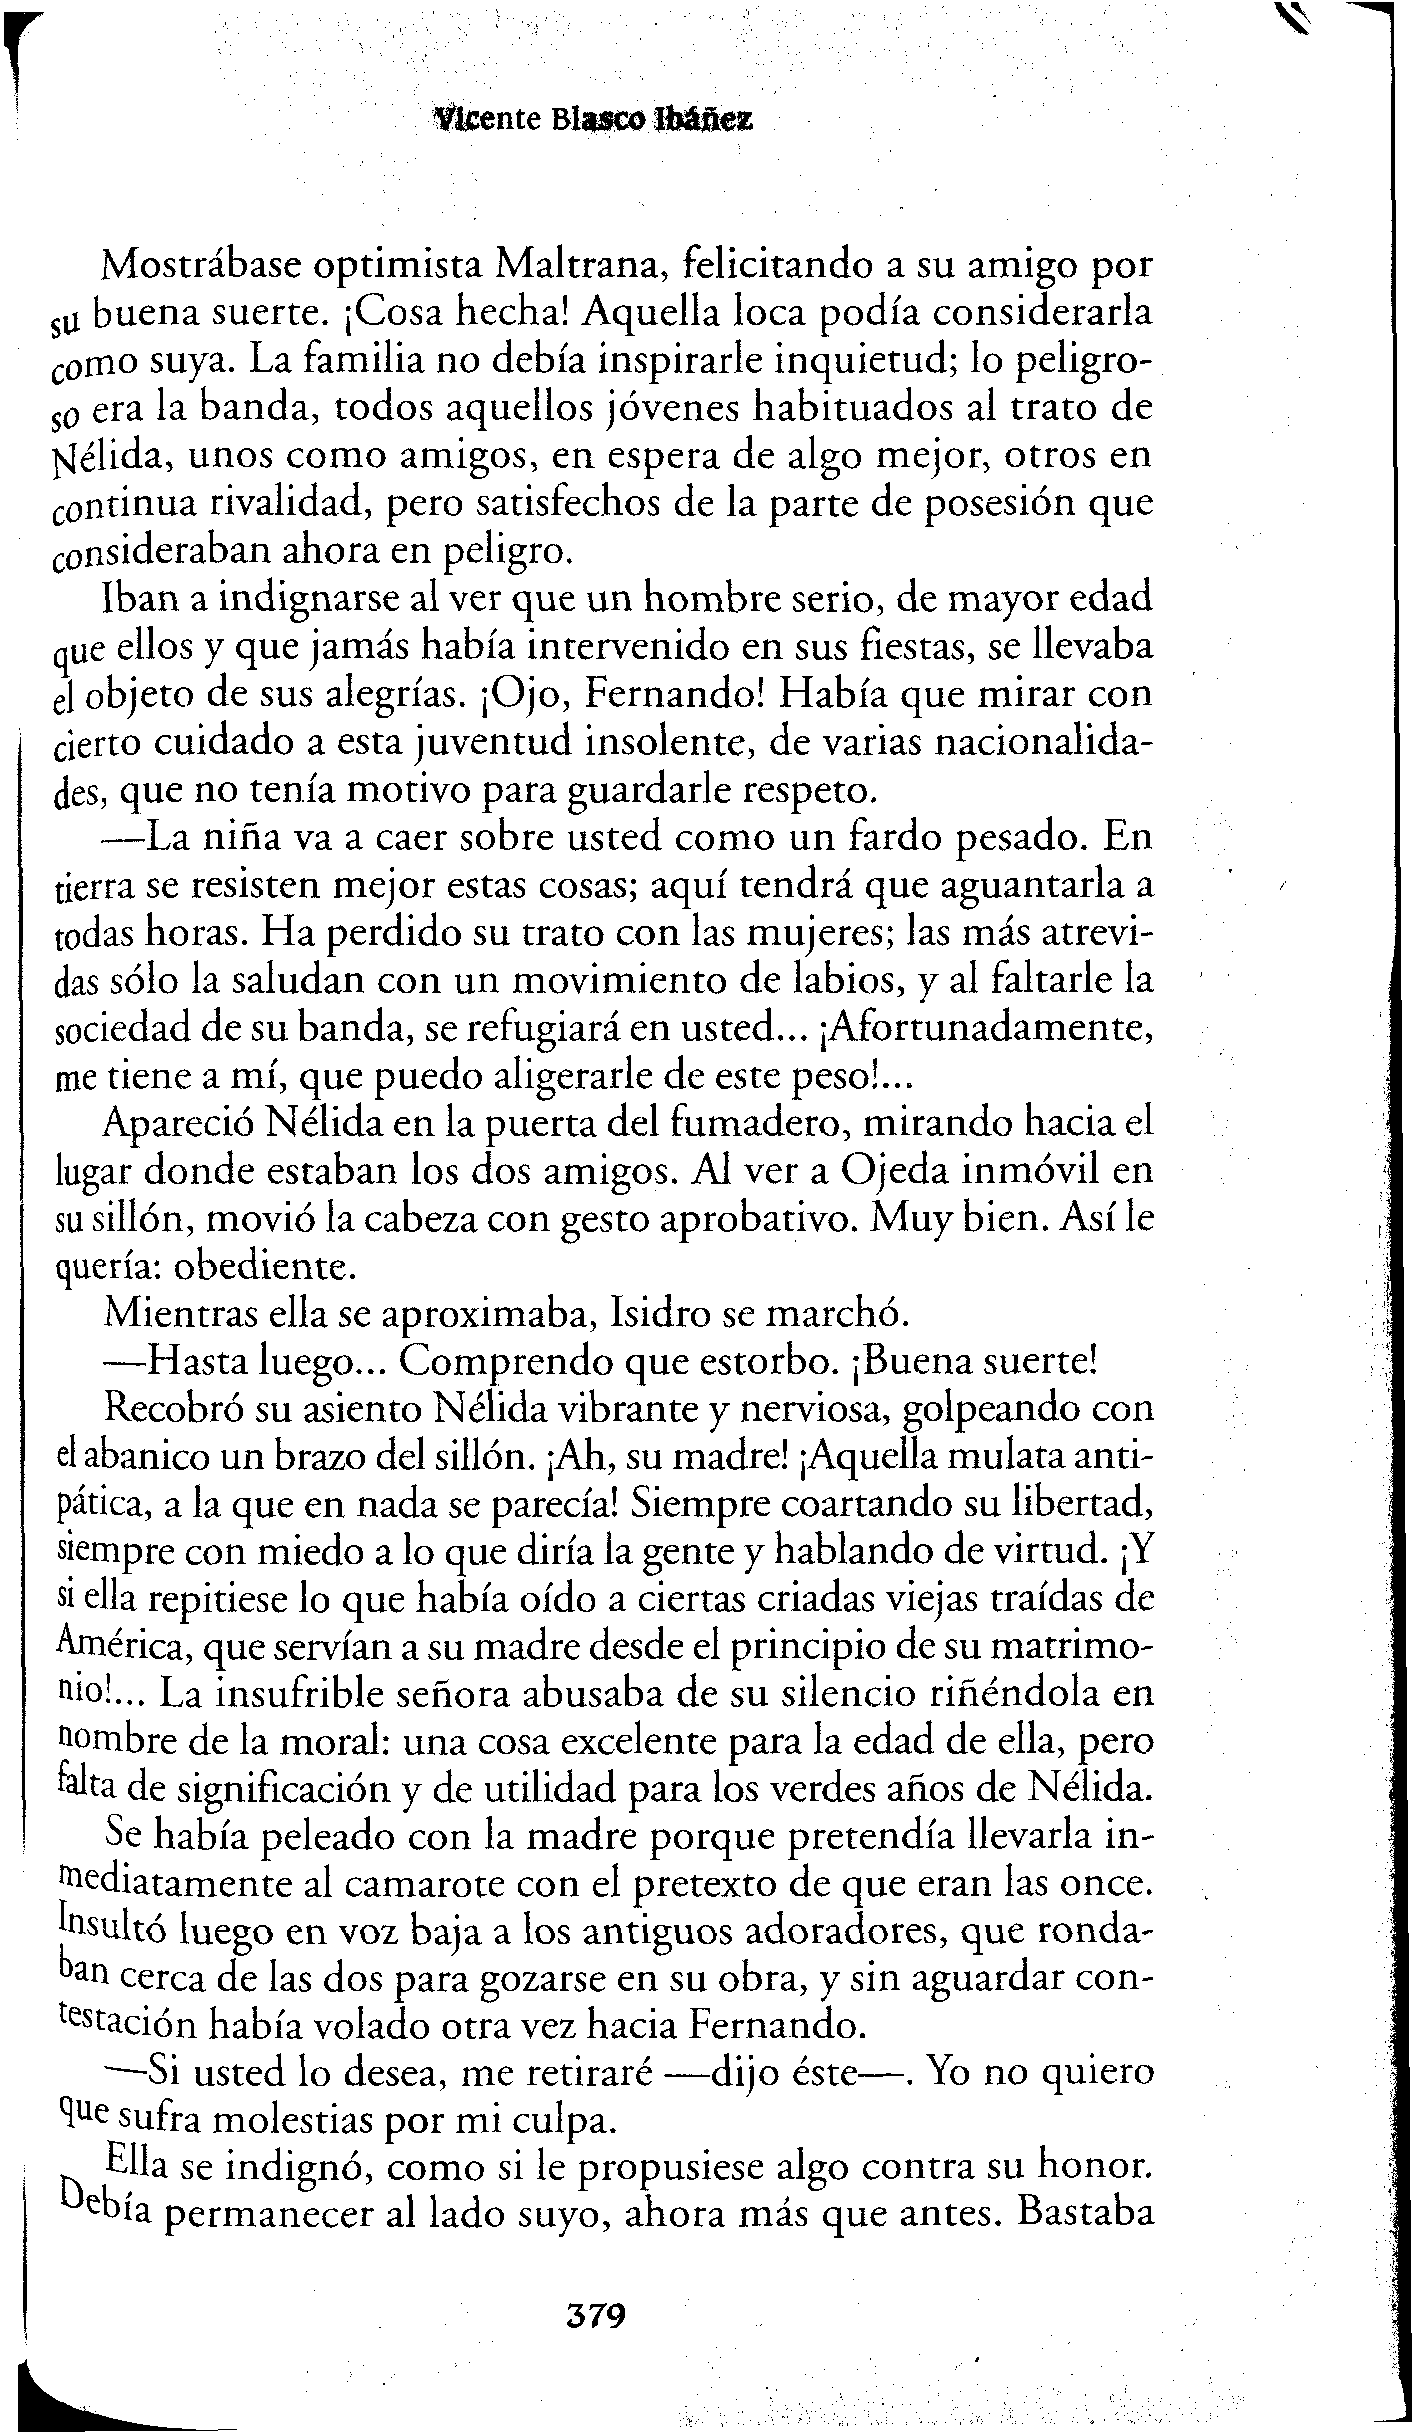 Vicente Blasco Ibáñez
Mostrábase optimista Maltrana, felicitando a su amigo por
su buena suerte. ¡Cosa hecha! Aquella loca podía considerarla
como suya. La familia no debía inspirarle inquietud; lo peligro-
so era la banda, todos aquellos jóvenes habituados al trato de
Nélida, unos como amigos, en espera de algo mejor, otros en
continua rivalidad, pero satisfechos de la parte de posesión que
consideraban ahora en peligro.
Iban a indignarse al ver que un hombre serio, de mayor edad
que ellos y que jamás había intervenido en sus fiestas, se llevaba
el objeto de sus alegrías. ¡Ojo, Fernando! Había que mirar con
cierto cuidado a esta juventud insolente, de varias nacionalida-
des, que no tenía motivo para guardarle respeto.
—La niña va a caer sobre usted como un fardo pesado. En
tierra se resisten mejor estas cosas; aquí tendrá que aguantarla a
todas horas. Ha perdido su trato con las mujeres; las más atrevi-
das sólo la saludan con un movimiento de labios, y al faltarle la
sociedad de su banda, se refugiará en usted... ¡Afortunadamente,
me tiene a mí, que puedo aligerarle de este peso!...
Apareció Nélida en la puerta del fumadero, mirando hacia el
lugar donde estaban los dos amigos. Al ver a Ojeda inmóvil en
su sillón, movió la cabeza con gesto aprobativo. Muy bien. Así le
quería: obediente.
Mientras ella se aproximaba, Isidro se marchó.
—Hasta luego... Comprendo que estorbo. ¡Buena suerte!
Recobró su asiento Nélida vibrante y nerviosa, golpeando con
el abanico un brazo del sillón. ¡Ah, su madre! ¡Aquella mulata anti-
pática, a la que en nada se parecía! Siempre coartando su libertad,
siempre con miedo a lo que diría la gente y hablando de virtud. ¡Y
si ella repitiese lo que había oído a ciertas criadas viejas traídas de
América, que servían a su madre desde el principio de su matrimo-
nio!... La insufrible señora abusaba de su silencio riñéndola en
nombre de la moral: una cosa excelente para la edad de ella, pero
falta de significación y de utilidad para los verdes años de Nélida.
Se había peleado con la madre porque pretendía llevarla in-
mediatamente al camarote con el pretexto de que eran las once.
Insultó luego en voz baja a los antiguos adoradores, que ronda-
ban cerca de las dos para gozarse en su obra, y sin aguardar con-
testación había volado otra vez hacia Fernando.
—Si usted lo desea, me retiraré —dijo éste—. Yo no quiero
que sufra molestias por mi culpa.
Ella se indignó, como si le propusiese algo contra su honor.
Debía permanecer al lado suyo, ahora más que antes. Bastaba
379